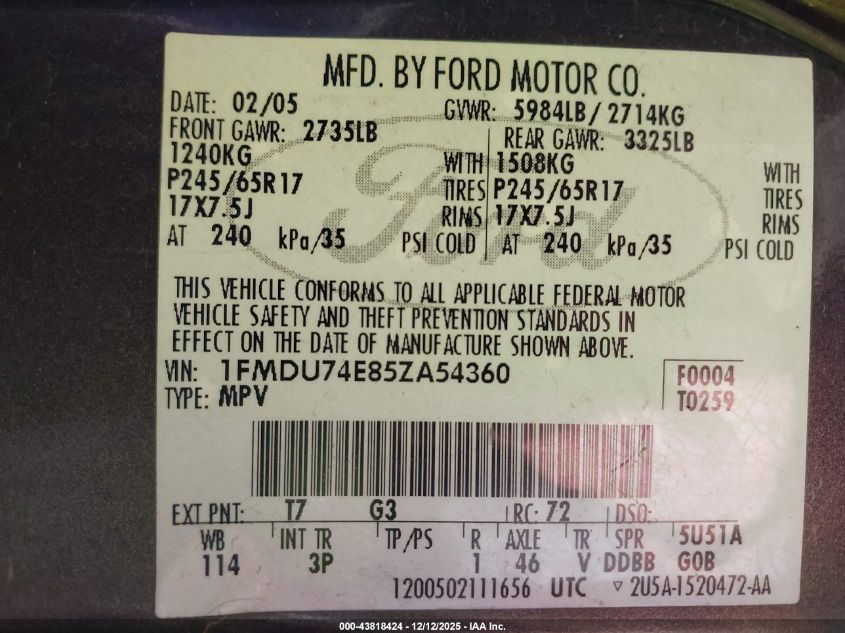 MFD. BY FORD MOTOR CO.
DATE: 02/05 GVWR: 5984LB/ 2714KG
FRONT GAWR: 2735LB REAR GAWR: 3325LB
1240KG WITH 1508KG WITH
P245/65R17 TIRES P245/65R17 TIRES
17X7.5J RIMS 17X7.5J RIMS
AT 240 kPa/35 PSI COLD AT 240 kPa/35 PSI COLD
Ford
THIS VEHICLE CONFORMS TO ALL APPLICABLE FEDERAL MOTOR
VEHICLE SAFETY AND THEFT PREVENTION STANDARDS IN
EFFECT ON THE DATE OF MANUFACTURE SHOWN ABOVE.
VIN: 1FMDU74E85ZA54360 F0004
TYPE: MPV T0259
EXT PNT: T7 G3 RC: 72 DSO:
WB INT TR TP/PS R AXLE TR SPR 5U51A
114 3P 1 46 V DDBB GOB
1200502111656 UTC ▽ 2U5A-1520472-AA
000-43818424 - 12/12/2025 - IAA Inc.